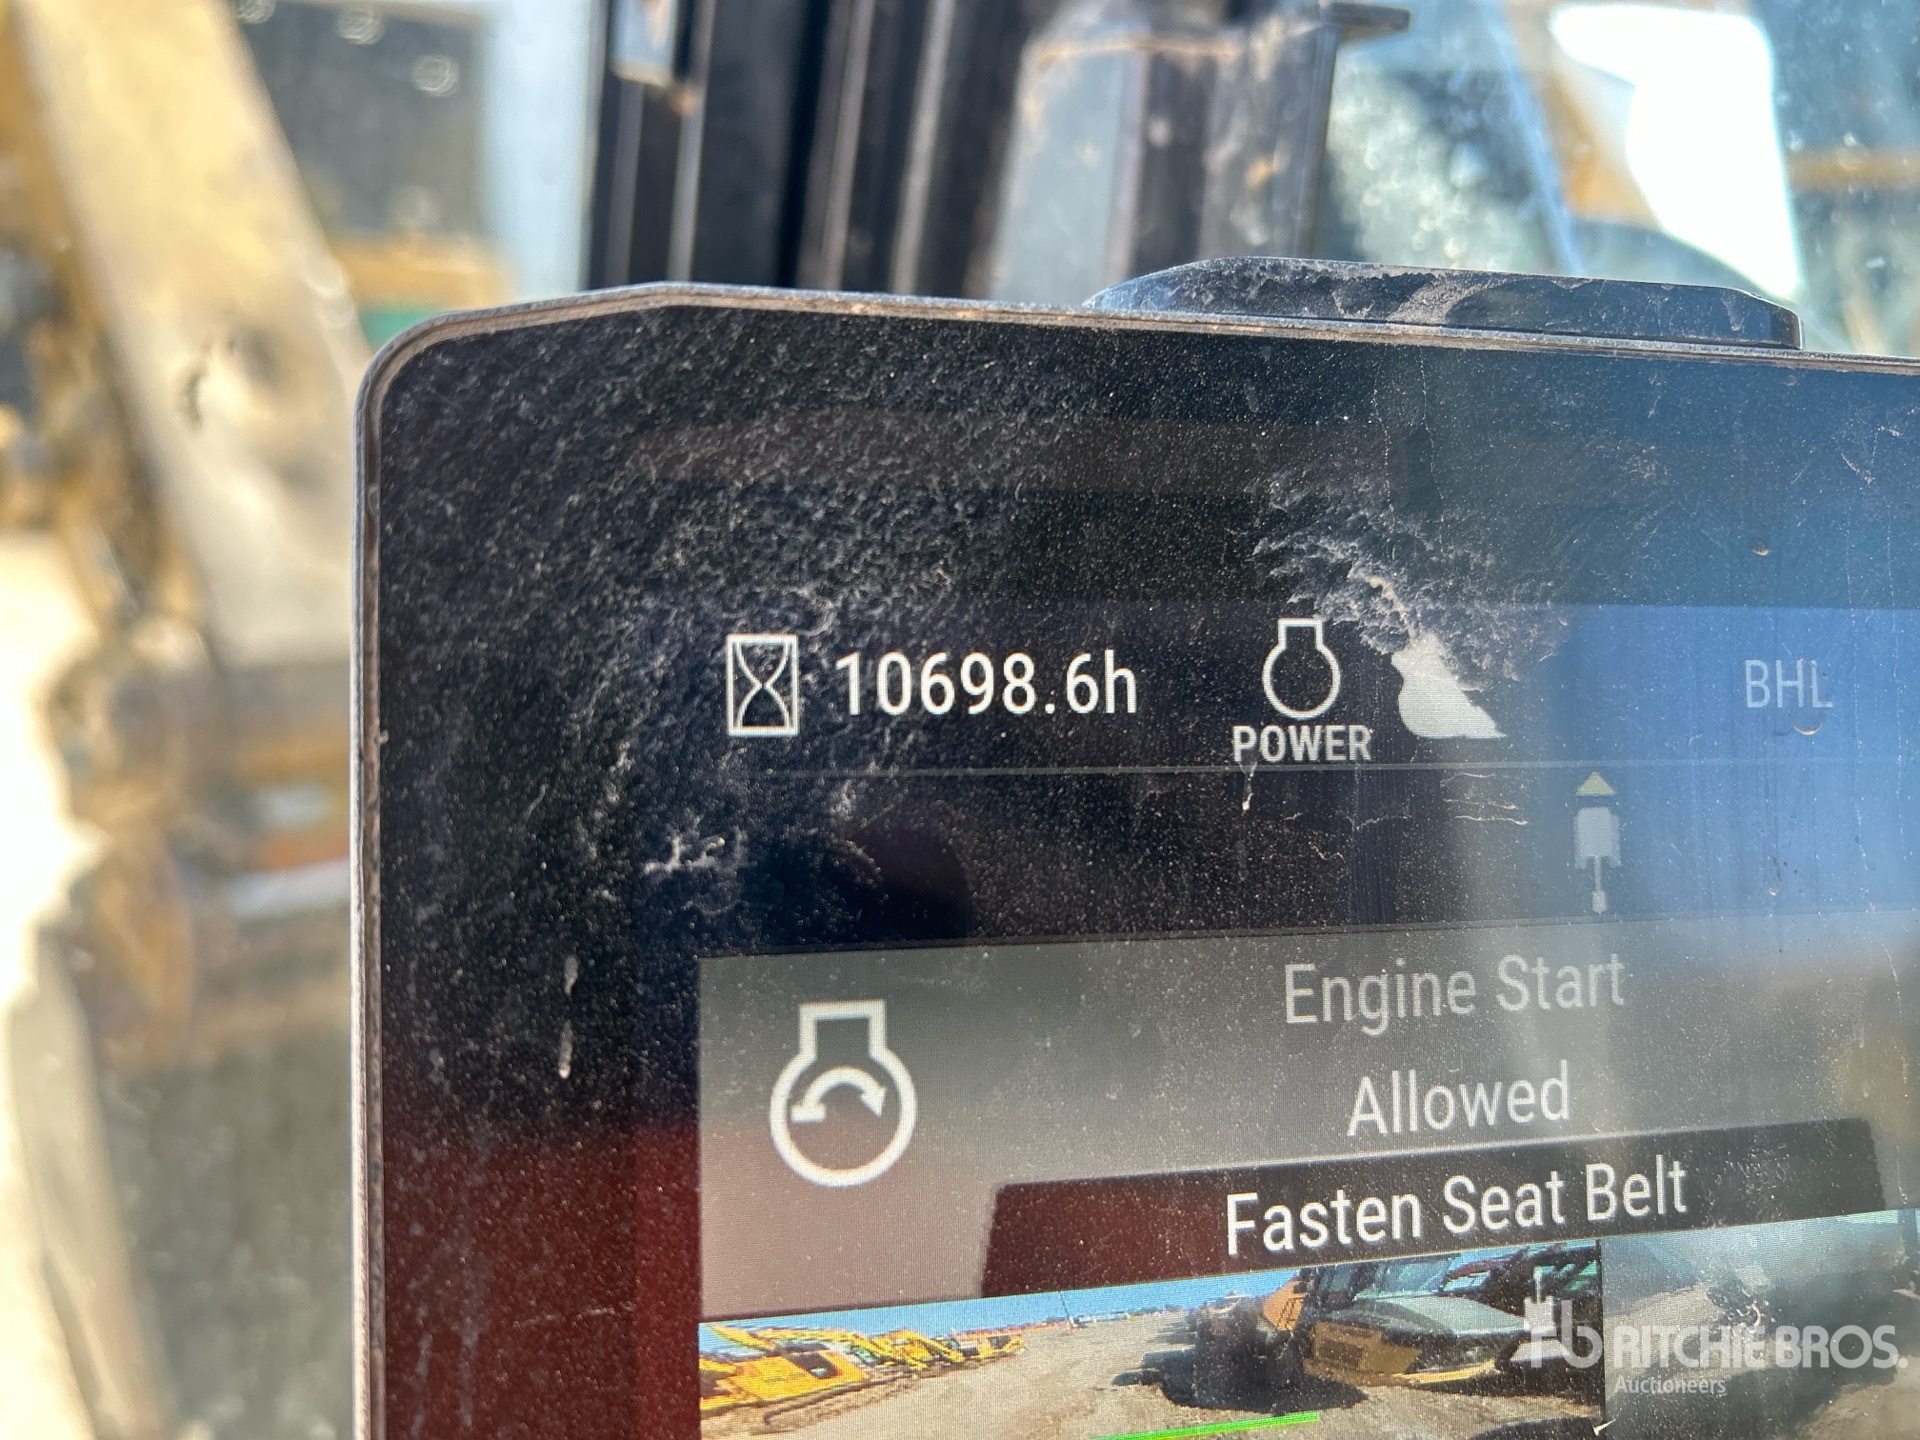 10698.6h
POWER
BHL
Engine Start
Allowed
Fasten Seat Belt
RITCHIE BROS.
Auctioneers